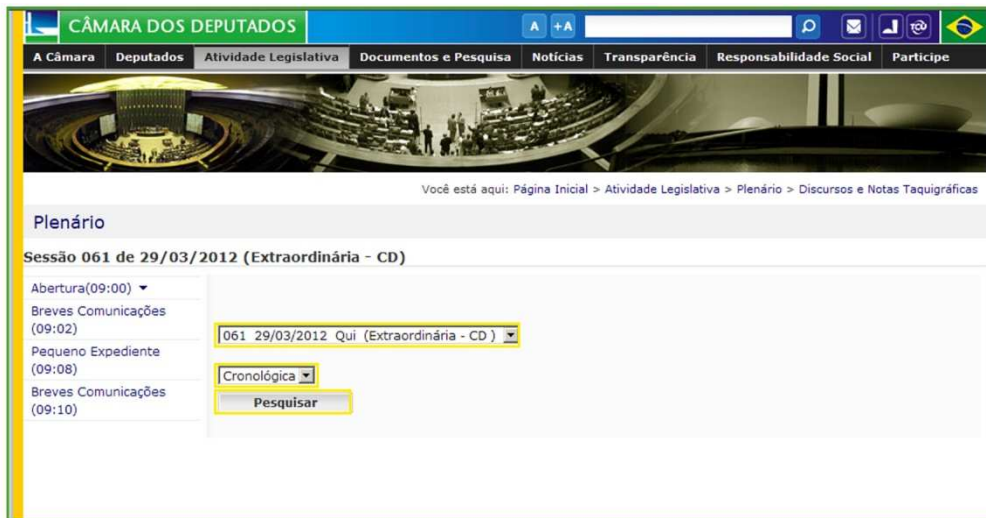 CÂMARA DOS DEPUTADOS
A +A
A Câmara Deputados Atividade Legislativa Documentos e Pesquisa Notícias Transparência Responsabilidade Social Participe
Você está aqui: Página Inicial > Atividade Legislativa > Plenário > Discursos e Notas Taquigráficas
Plenário
Sessão 061 de 29/03/2012 (Extraordinária - CD)
Abertura(09:00)
Breves Comunicações
(09:02)
Pequeno Expediente
(09:08)
Breves Comunicações
(09:10)
061 29/03/2012 Qui (Extraordinária - CD )
Cronológica
Pesquisar